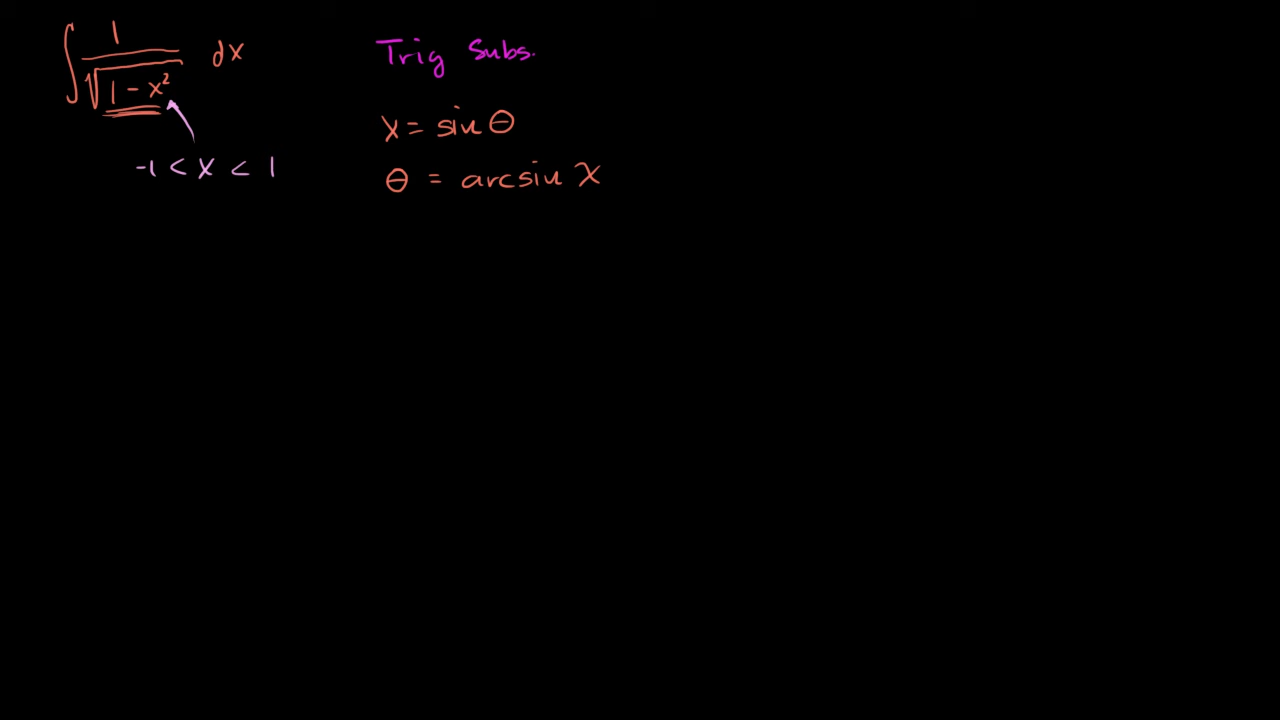 ∫ 1/√(1 - x²) dx
-1 < x < 1
Trig Subs.
x = sin θ
θ = arcsin x